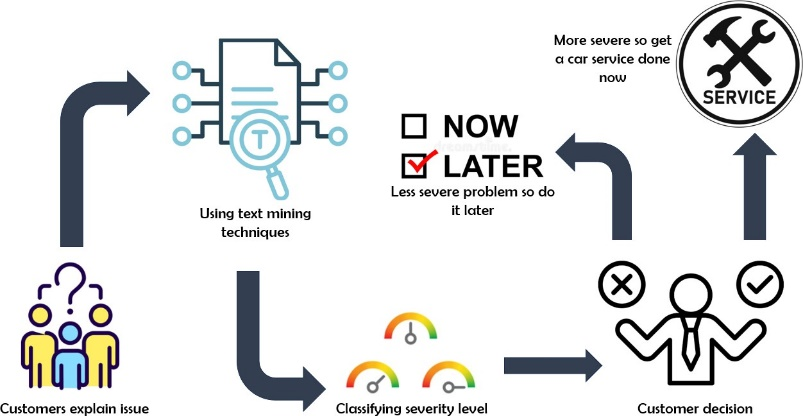 More severe so get
a car service done
now
SERVICE
NOW
LATER
Less severe problem so do
it later
T
Using text mining
techniques
?
Customers explain issue
Classifying severity level
Customer decision